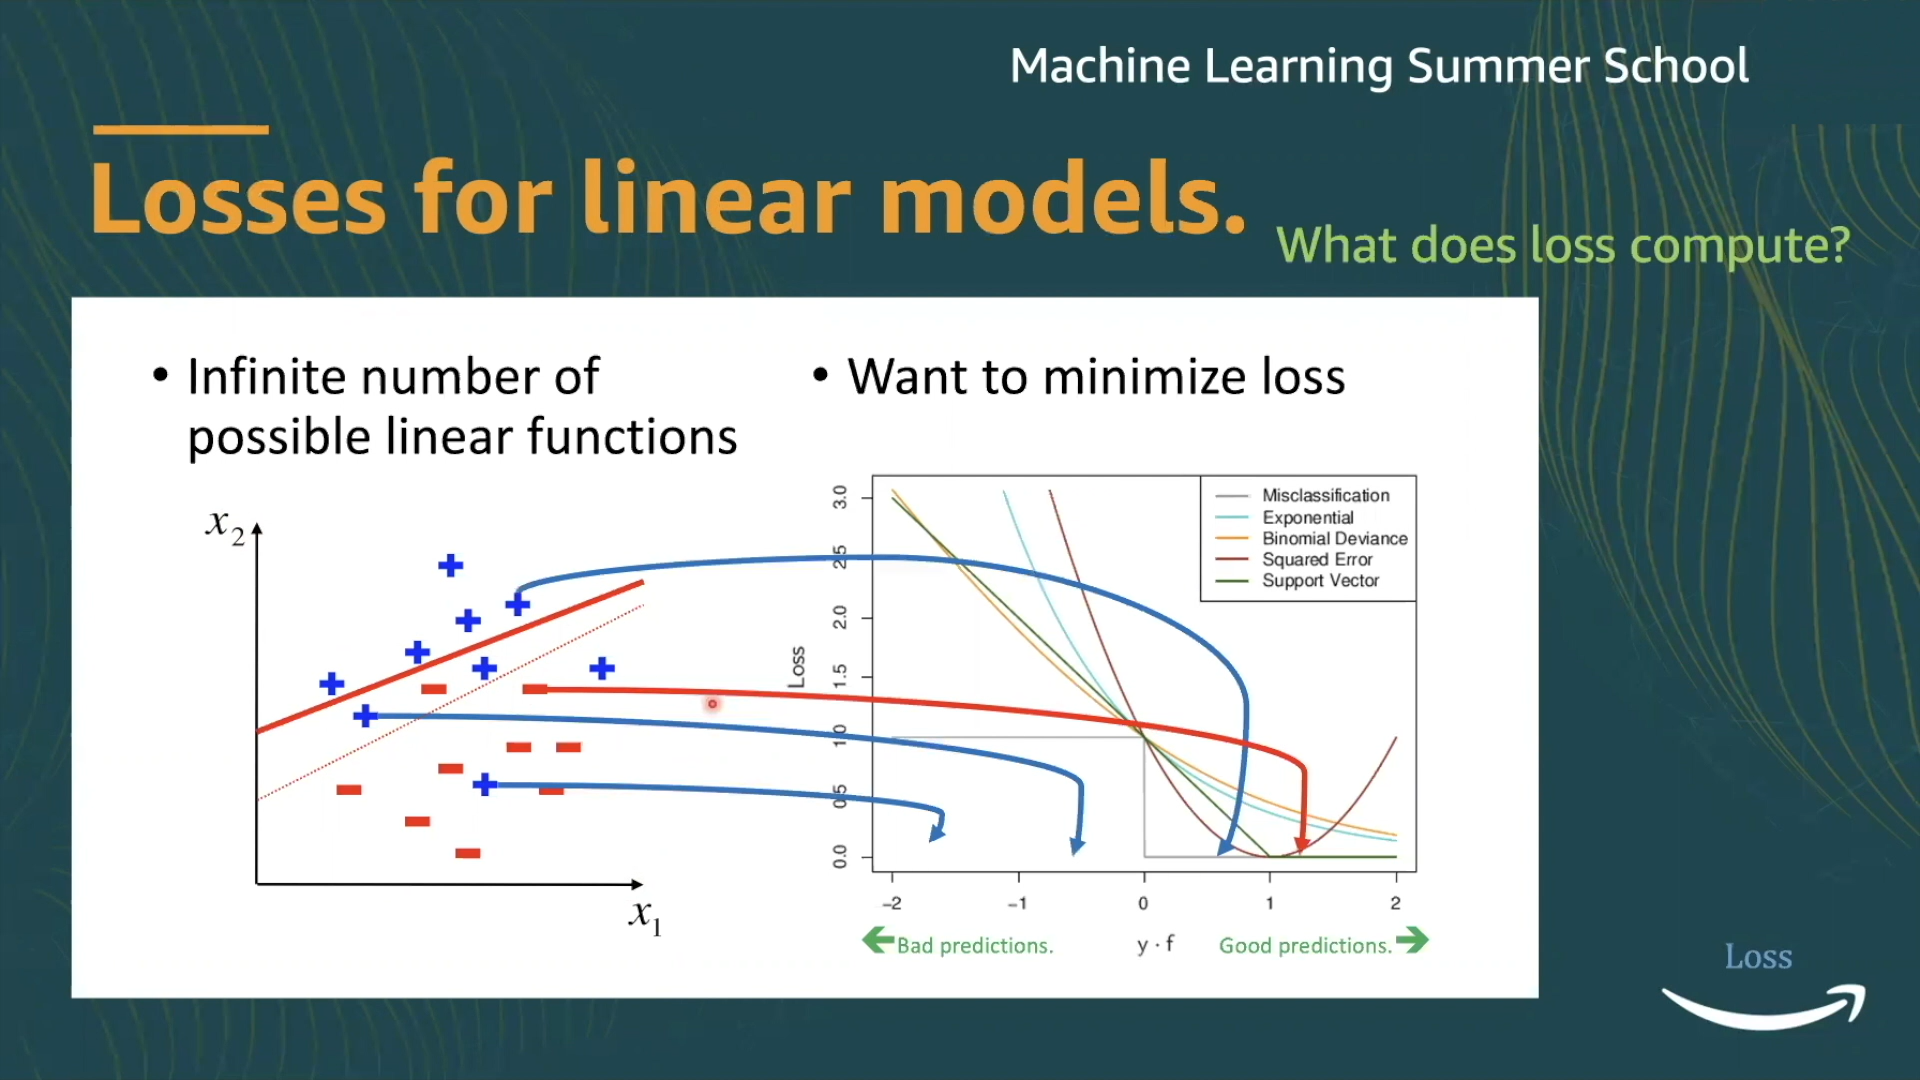 Machine Learning Summer School
Losses for linear models.
What does loss compute?
• Infinite number of
possible linear functions
• Want to minimize loss
x2
x1
Misclassification
Exponential
Binomial Deviance
Squared Error
Support Vector
Loss
3.0
2.5
2.0
1.5
1.0
0.5
0.0
−2
−1
0
1
2
Bad predictions.
y · f
Good predictions.
Loss